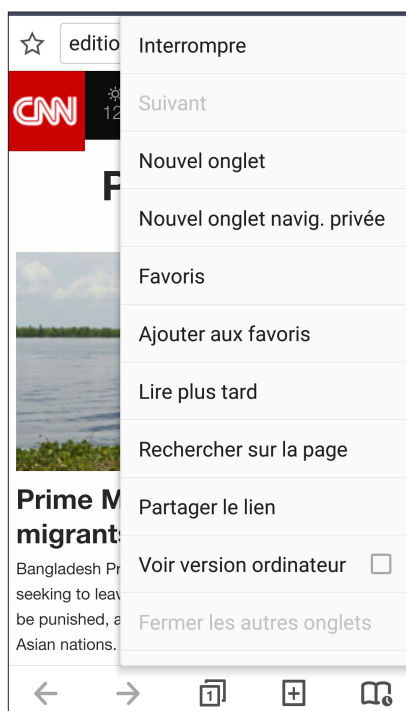 editio
Interrompre
CNN
12
Suivant
Nouvel onglet
P
Nouvel onglet navig. privée
Favoris
Ajouter aux favoris
Lire plus tard
Rechercher sur la page
Prime M
migrants
Partager le lien
Bangladesh Pr
Voir version ordinateur
seeking to leav
be punished, a
Fermer les autres onglets
Asian nations.
1